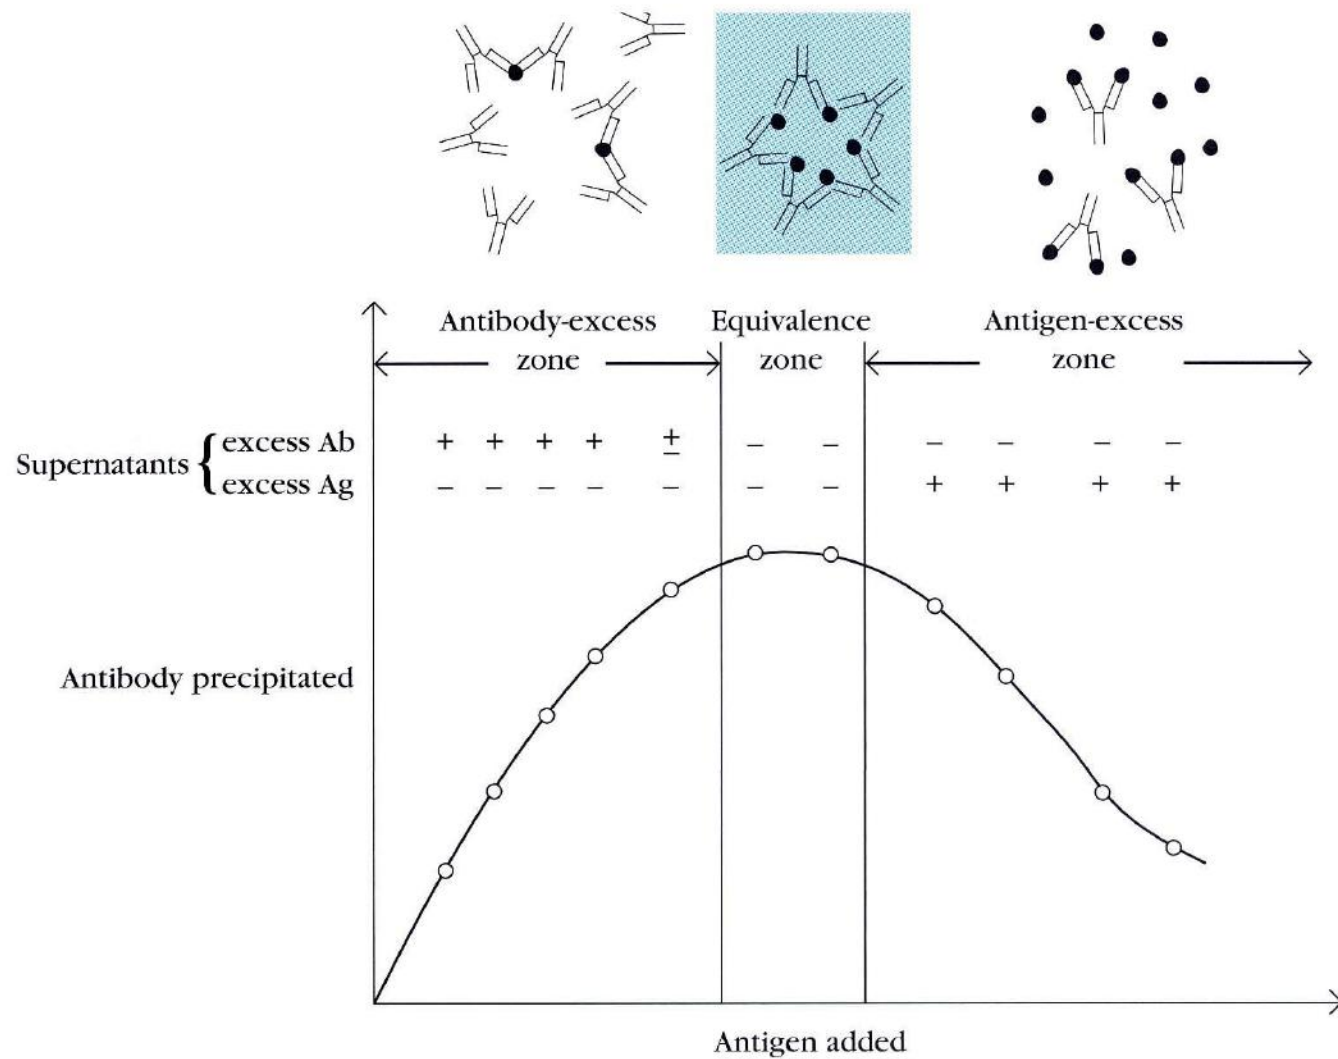 Antibody-excess zone
Equivalence zone
Antigen-excess zone
Supernatants { excess Ab + + + + ± – – – – – –
excess Ag – – – – – – – + + + +
Antibody precipitated
Antigen added